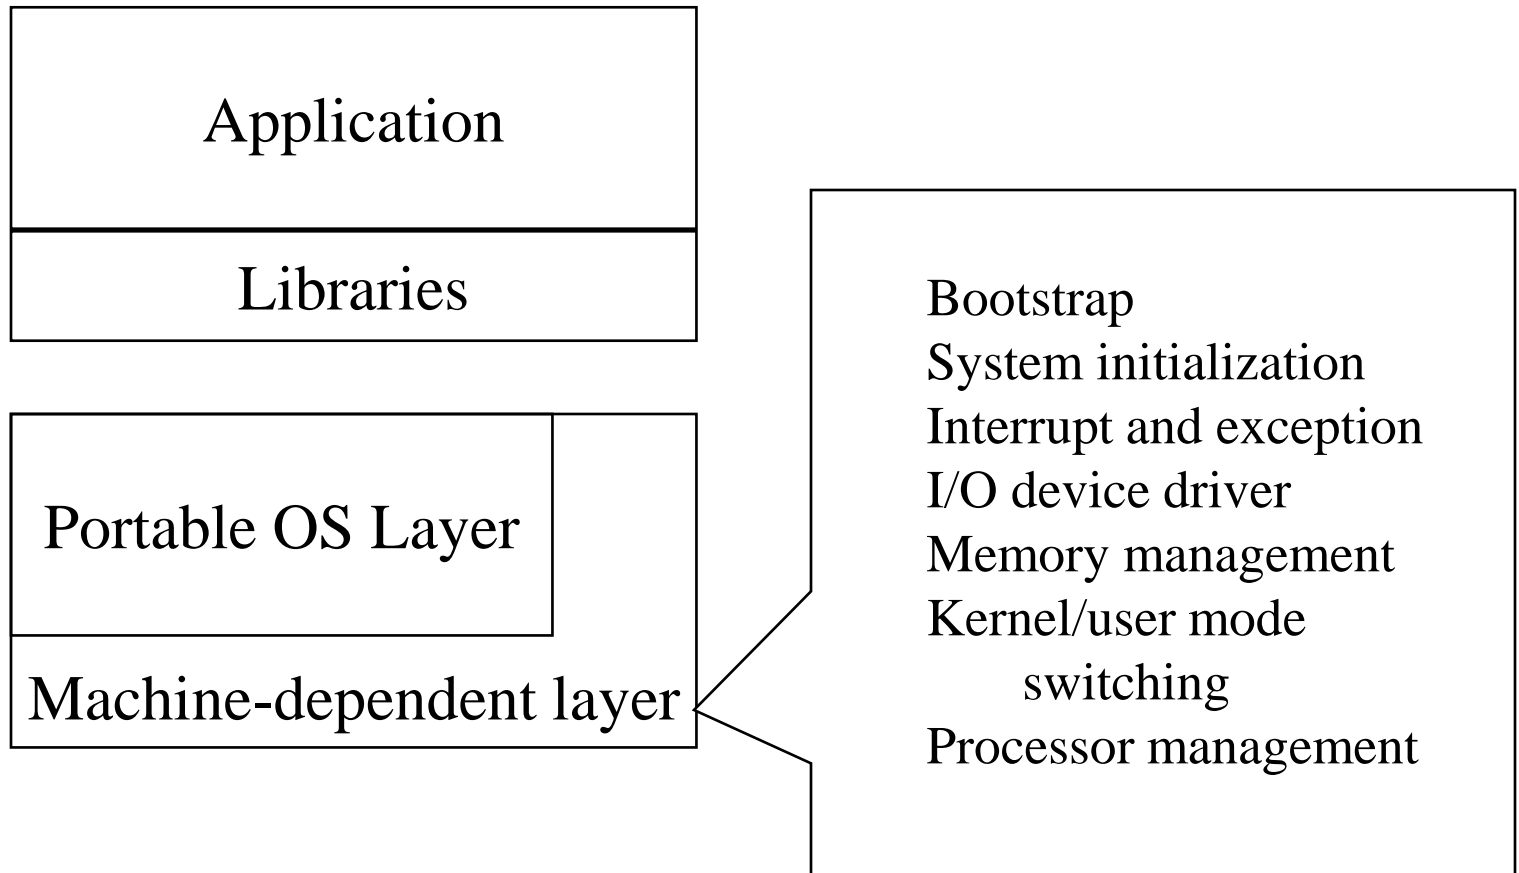 Application
Libraries
Portable OS Layer
Machine-dependent layer
Bootstrap
System initialization
Interrupt and exception
I/O device driver
Memory management
Kernel/user mode
switching
Processor management